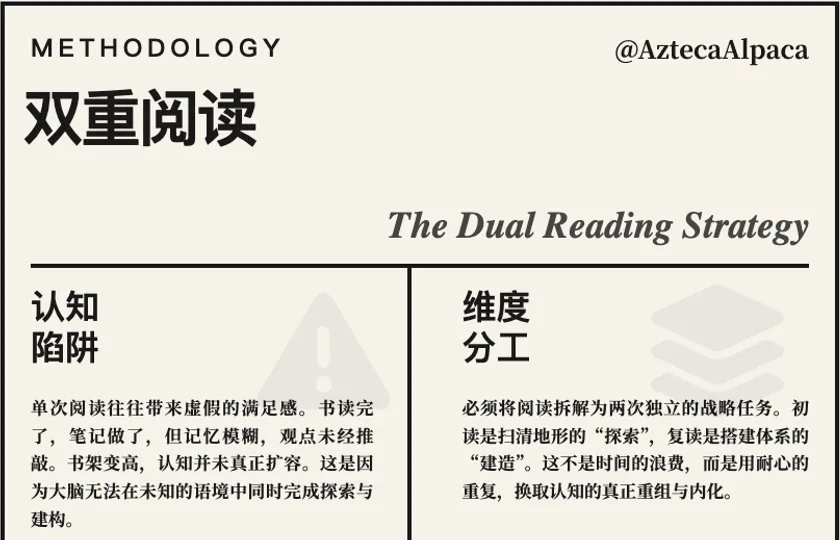 METHODOLOGY
@AztecaAlpaca
双重阅读
The Dual Reading Strategy
认知
陷阱
单次阅读往往带来虚假的满足感。书读完
了，笔记做了，但记忆模糊，观点未经推
敲。书架变高，认知并未真正扩容。这是因
为大脑无法在未知的语境中同时完成探索与
建构。
维度
分工
必须将阅读拆解为两次独立的战略任务。初
读是扫清地形的“探索”，复读是搭建体系的
“建造”。这不是时间的浪费，而是用耐心的
重复，换取认知的真正重组与内化。